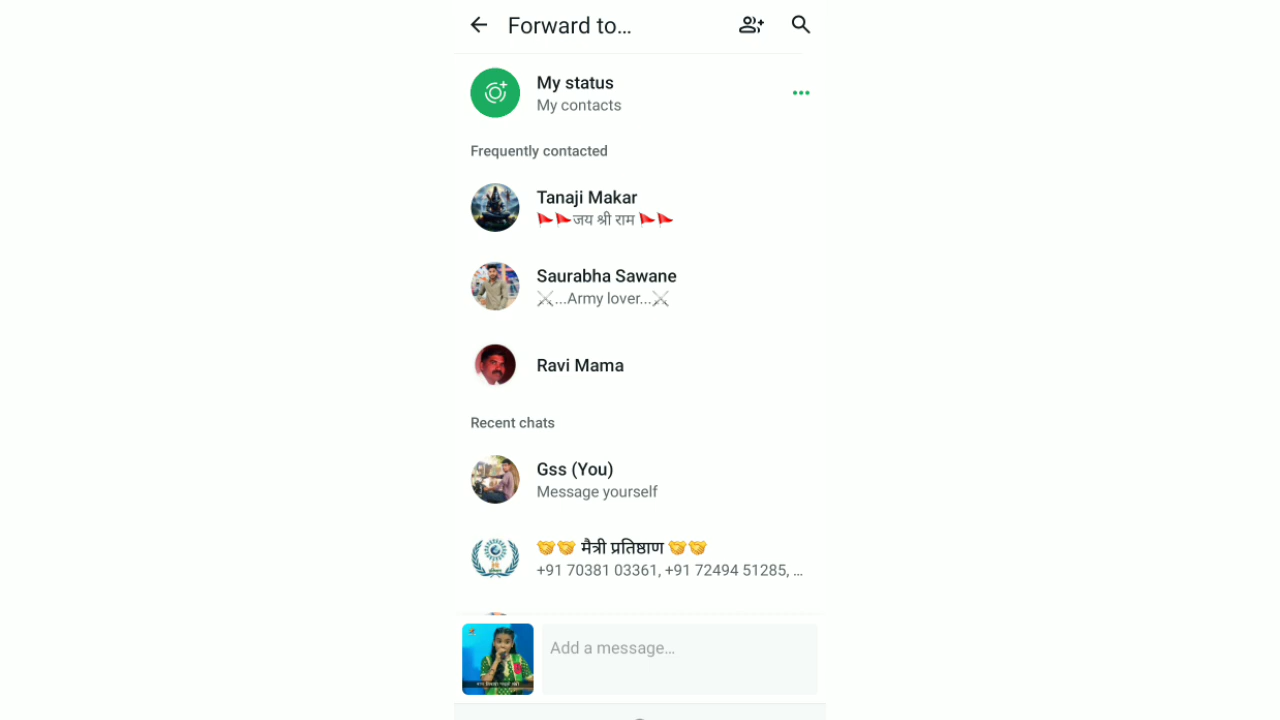 Forward to...
My status
My contacts
Frequently contacted
Tanaji Makar
🚩🚩जय श्री राम 🚩🚩
Saurabha Sawane
⚔...Army lover...⚔
Ravi Mama
Recent chats
Gss (You)
Message yourself
🤝🤝 मैत्री प्रतिष्ठाण 🤝🤝
+91 70381 03361, +91 72494 51285, ...
Add a message...